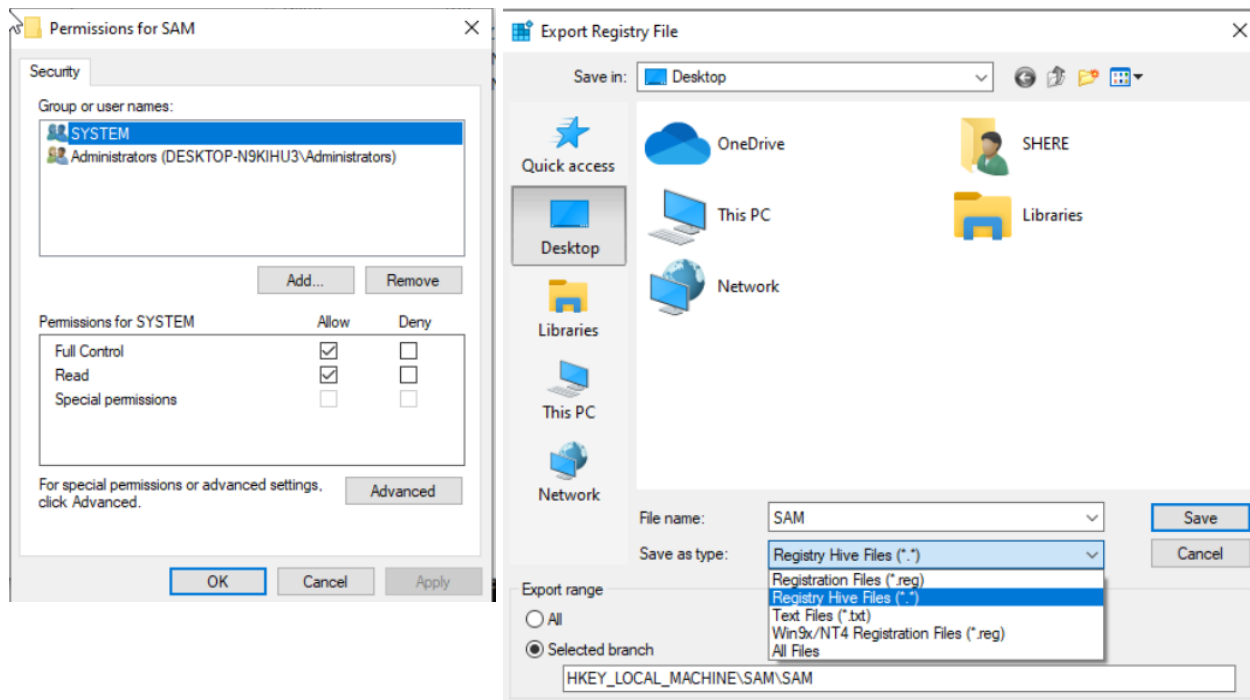 Permissions for SAM
Security
Group or user names:
SYSTEM
Administrators (DESKTOP-N9KIHU3\Administrators)
Add...
Remove
Permissions for SYSTEM
Allow
Deny
Full Control
Read
Special permissions
For special permissions or advanced settings,
click Advanced.
Advanced
OK
Cancel
Apply
Export Registry File
Save in:
Desktop
Quick access
Desktop
Libraries
This PC
Network
OneDrive
SHERE
This PC
Libraries
Network
File name:
SAM
Save
Save as type:
Registry Hive Files (*.*)
Cancel
Registration Files (*.reg)
Registry Hive Files (*.*)
Text Files (*.txt)
Win9x/NT4 Registration Files (*.reg)
All Files
Export range
All
Selected branch
HKEY_LOCAL_MACHINE\SAM\SAM